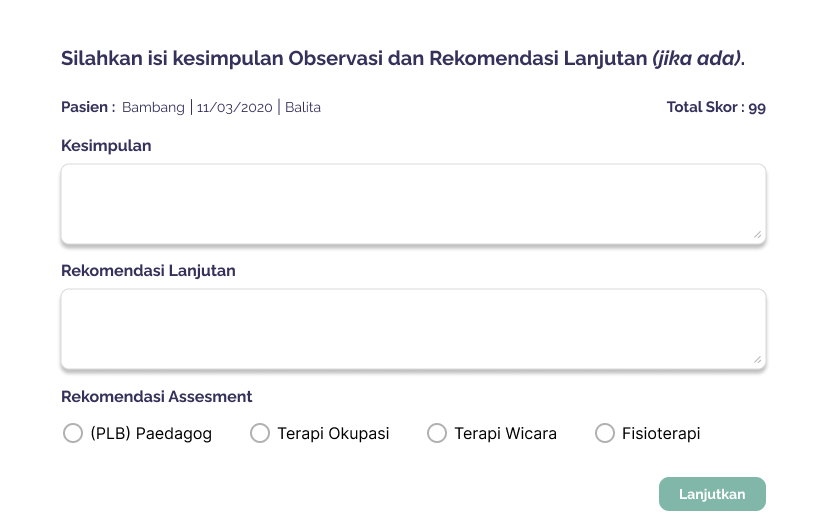 Silahkan isi kesimpulan Observasi dan Rekomendasi Lanjutan (jika ada).
Pasien : Bambang | 11/03/2020 | Balita Total Skor : 99
Kesimpulan
Rekomendasi Lanjutan
Rekomendasi Assesment
(PLB) Paedagog Terapi Okupasi Terapi Wicara Fisioterapi
Lanjutkan